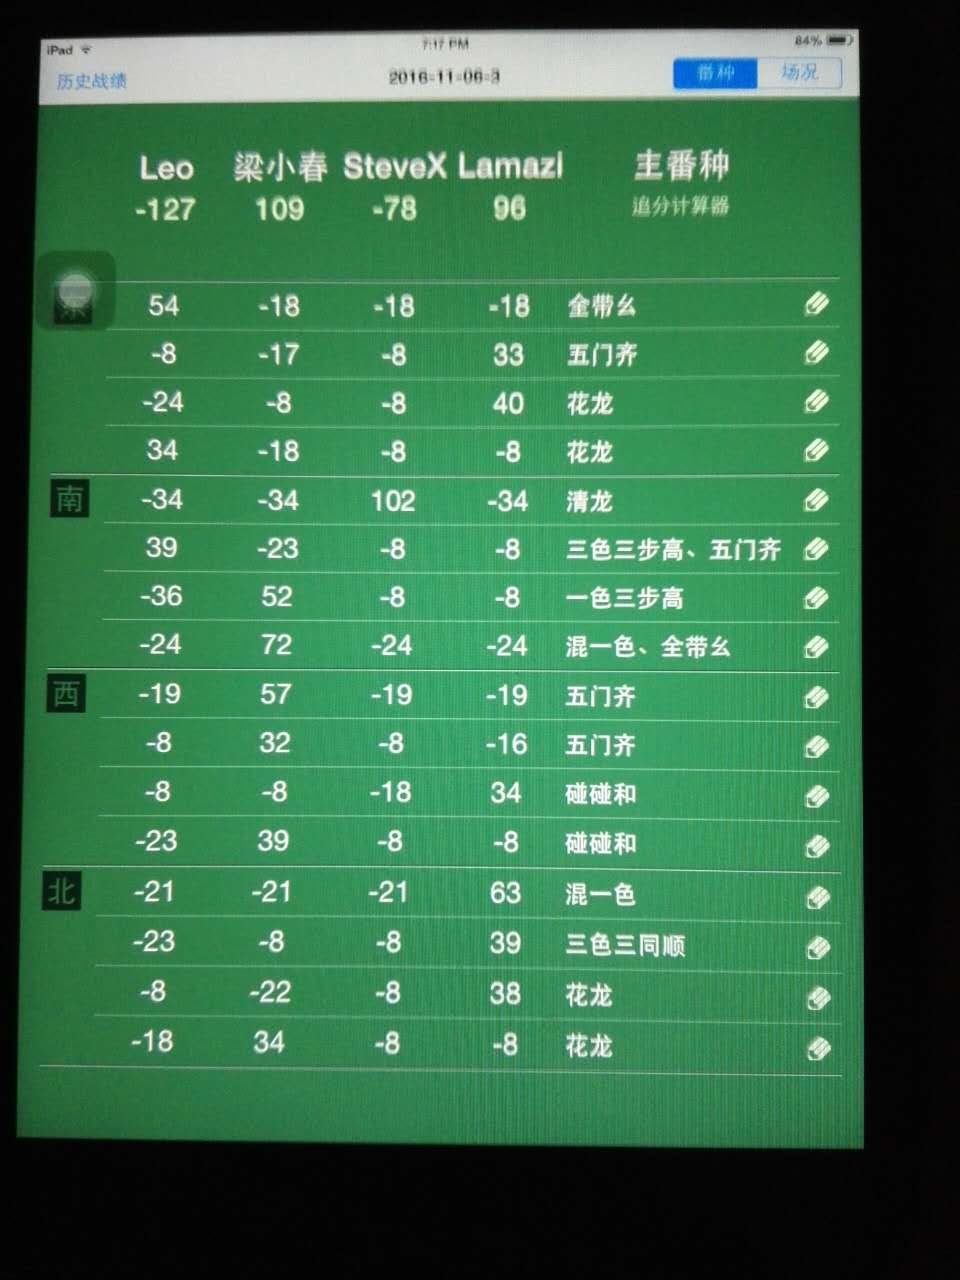 iPad 7:17 PM 84%
历史战绩 2016-11-06-3 番种 场况
Leo 梁小春 SteveX Lamazi 主番种
-127 109 -78 96 追分计算器
54 -18 -18 -18 全带幺
-8 -17 -8 33 五门齐
-24 -8 -8 40 花龙
34 -18 -8 -8 花龙
南 -34 -34 102 -34 清龙
39 -23 -8 -8 三色三步高、五门齐
-36 52 -8 -8 一色三步高
-24 72 -24 -24 混一色、全带幺
西 -19 57 -19 -19 五门齐
-8 32 -8 -16 五门齐
-8 -8 -18 34 碰碰和
-23 39 -8 -8 碰碰和
北 -21 -21 -21 63 混一色
-23 -8 -8 39 三色三同顺
-8 -22 -8 38 花龙
-18 34 -8 -8 花龙